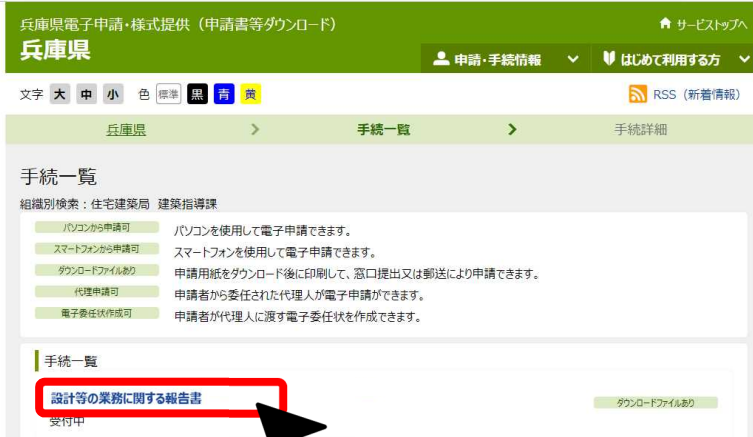 兵庫県電子申請・様式提供（申請書等ダウンロード）
サービストップへ
兵庫県
申請・手続情報
はじめて利用する方
文字 大 中 小 色 標準 黒 青 黄
RSS（新着情報）
兵庫県 > 手続一覧 > 手続詳細
手続一覧
組織別検索：住宅建築局 建築指導課
パソコンから申請可 パソコンを使用して電子申請できます。
スマートフォンから申請可 スマートフォンを使用して電子申請できます。
ダウンロードファイルあり 申請用紙をダウンロード後に印刷して、窓口提出又は郵送により申請できます。
代理申請可 申請者から委任された代理人が電子申請ができます。
電子委任状作成可 申請者が代理人に渡す電子委任状を作成できます。
手続一覧
設計等の業務に関する報告書
ダウンロードファイルあり
受付中